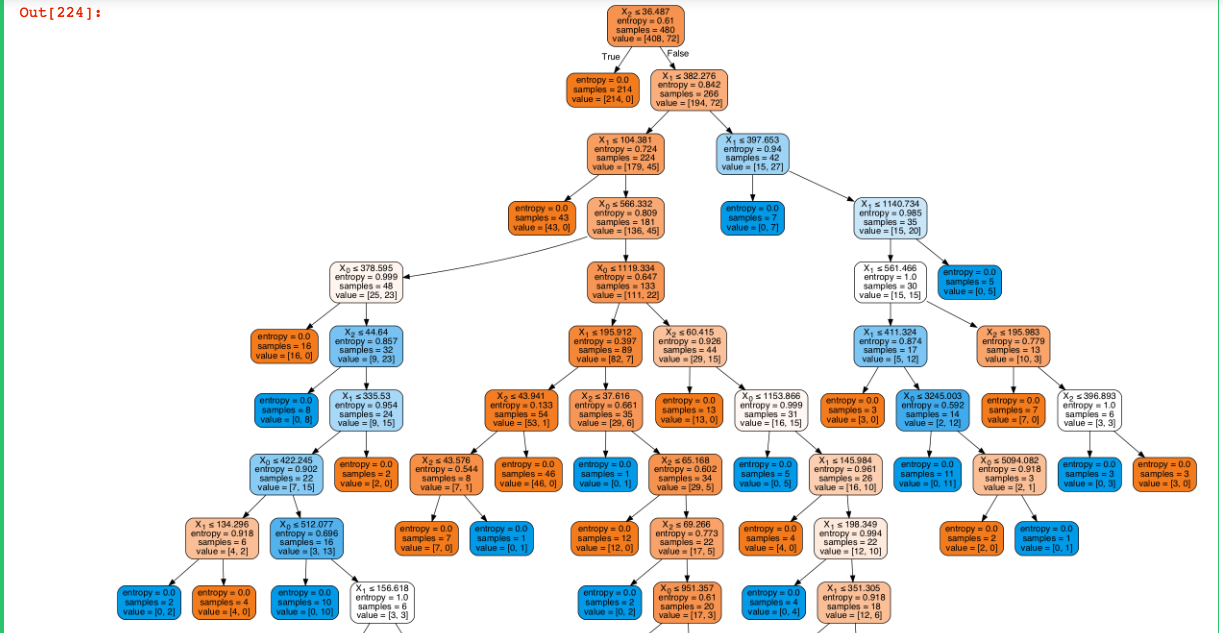 Out[224]:
X2 ≤ 36.487
entropy = 0.61
samples = 480
value = [408, 72]
True
False
entropy = 0.0
samples = 214
value = [214, 0]
X1 ≤ 382.276
entropy = 0.842
samples = 266
value = [194, 72]
X1 ≤ 104.381
entropy = 0.724
samples = 224
value = [179, 45]
X1 ≤ 397.653
entropy = 0.94
samples = 42
value = [15, 27]
entropy = 0.0
samples = 43
value = [43, 0]
X0 ≤ 566.332
entropy = 0.809
samples = 181
value = [136, 45]
entropy = 0.0
samples = 7
value = [0, 7]
X1 ≤ 1140.734
entropy = 0.985
samples = 35
value = [15, 20]
X0 ≤ 378.595
entropy = 0.999
samples = 48
value = [25, 23]
X0 ≤ 1119.334
entropy = 0.647
samples = 133
value = [111, 22]
X1 ≤ 561.466
entropy = 1.0
samples = 30
value = [15, 15]
entropy = 0.0
samples = 5
value = [0, 5]
entropy = 0.0
samples = 16
value = [16, 0]
X2 ≤ 44.64
entropy = 0.857
samples = 32
value = [9, 23]
X1 ≤ 195.912
entropy = 0.397
samples = 89
value = [82, 7]
X2 ≤ 60.415
entropy = 0.926
samples = 44
value = [29, 15]
X1 ≤ 411.324
entropy = 0.874
samples = 17
value = [5, 12]
X2 ≤ 195.983
entropy = 0.779
samples = 13
value = [10, 3]
entropy = 0.0
samples = 8
value = [0, 8]
X1 ≤ 335.53
entropy = 0.954
samples = 24
value = [9, 15]
X2 ≤ 43.941
entropy = 0.133
samples = 54
value = [53, 1]
X2 ≤ 37.616
entropy = 0.661
samples = 35
value = [29, 6]
entropy = 0.0
samples = 13
value = [13, 0]
X0 ≤ 1153.866
entropy = 0.999
samples = 31
value = [16, 15]
entropy = 0.0
samples = 3
value = [3, 0]
X0 ≤ 3245.003
entropy = 0.592
samples = 14
value = [2, 12]
entropy = 0.0
samples = 7
value = [7, 0]
X2 ≤ 396.893
entropy = 1.0
samples = 6
value = [3, 3]
X0 ≤ 422.245
entropy = 0.902
samples = 22
value = [7, 15]
entropy = 0.0
samples = 2
value = [2, 0]
X2 ≤ 43.576
entropy = 0.544
samples = 8
value = [7, 1]
entropy = 0.0
samples = 46
value = [46, 0]
entropy = 0.0
samples = 1
value = [0, 1]
X2 ≤ 65.168
entropy = 0.602
samples = 34
value = [29, 5]
entropy = 0.0
samples = 5
value = [0, 5]
X1 ≤ 145.984
entropy = 0.961
samples = 26
value = [16, 10]
entropy = 0.0
samples = 11
value = [0, 11]
X0 ≤ 5094.082
entropy = 0.918
samples = 3
value = [2, 1]
entropy = 0.0
samples = 3
value = [0, 3]
entropy = 0.0
samples = 3
value = [3, 0]
X1 ≤ 134.296
entropy = 0.918
samples = 6
value = [4, 2]
X0 ≤ 512.077
entropy = 0.696
samples = 16
value = [3, 13]
entropy = 0.0
samples = 7
value = [7, 0]
entropy = 0.0
samples = 1
value = [0, 1]
entropy = 0.0
samples = 12
value = [12, 0]
X2 ≤ 69.266
entropy = 0.773
samples = 22
value = [17, 5]
entropy = 0.0
samples = 4
value = [4, 0]
X1 ≤ 198.349
entropy = 0.994
samples = 22
value = [12, 10]
entropy = 0.0
samples = 2
value = [2, 0]
entropy = 0.0
samples = 1
value = [0, 1]
entropy = 0.0
samples = 2
value = [0, 2]
entropy = 0.0
samples = 4
value = [4, 0]
entropy = 0.0
samples = 10
value = [0, 10]
X1 ≤ 156.618
entropy = 1.0
samples = 6
value = [3, 3]
entropy = 0.0
samples = 2
value = [0, 2]
X0 ≤ 951.357
entropy = 0.61
samples = 20
value = [17, 3]
entropy = 0.0
samples = 4
value = [0, 4]
X1 ≤ 351.305
entropy = 0.918
samples = 18
value = [12, 6]